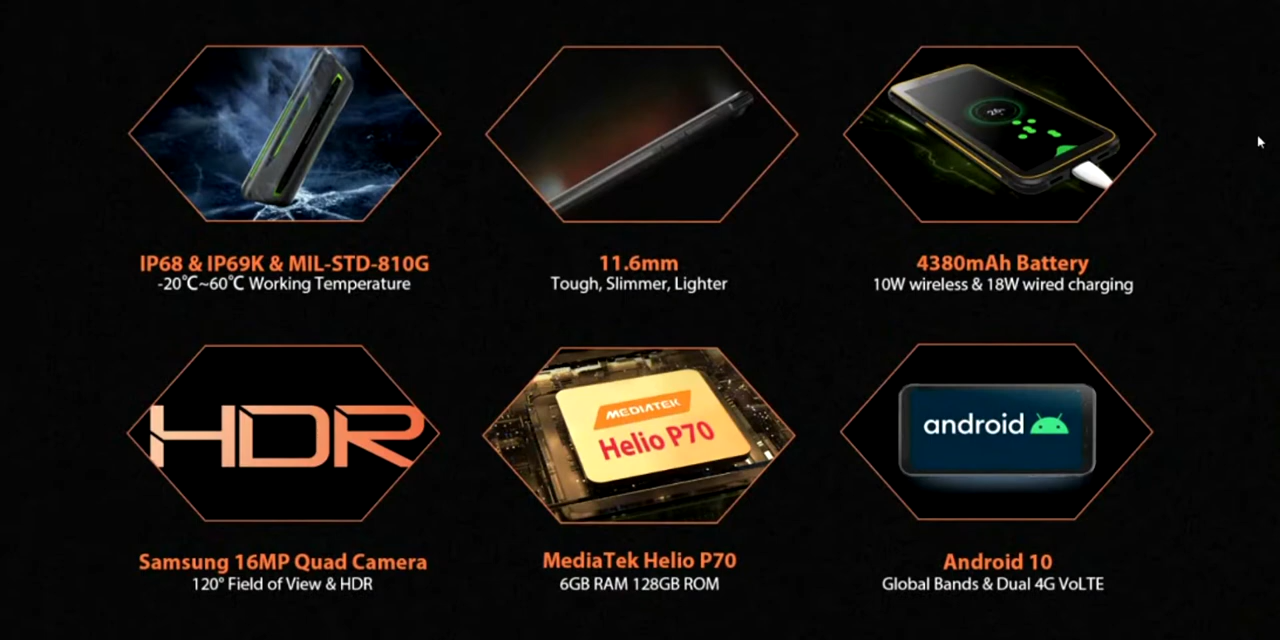 IP68 & IP69K & MIL-STD-810G
-20℃~60℃ Working Temperature
11.6mm
Tough, Slimmer, Lighter
4380mAh Battery
10W wireless & 18W wired charging
HDR
MEDIATEK
Helio P70
android
Samsung 16MP Quad Camera
120° Field of View & HDR
MediaTek Helio P70
6GB RAM 128GB ROM
Android 10
Global Bands & Dual 4G VoLTE